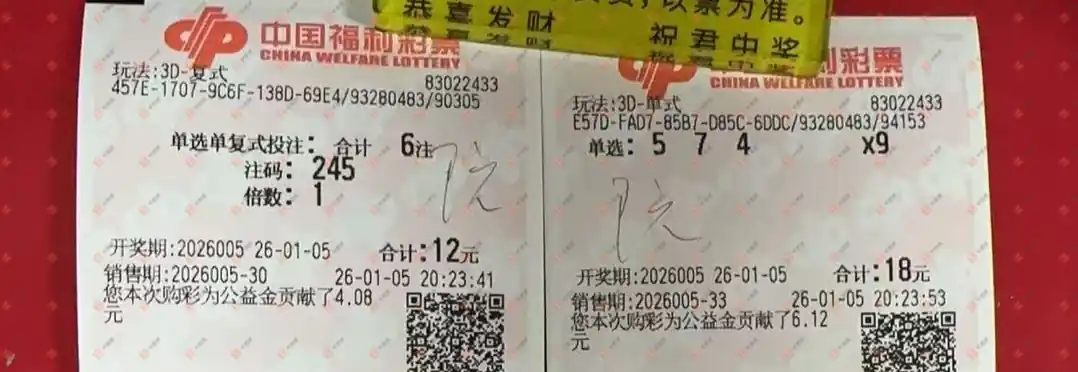 恭喜发财
以票为准。
祝君中奖
中国福利彩票
CHINA WELFARE LOTTERY
玩法:3D-复式
83022433
457E-1707-9C6F-138D-69E4/93280483/90305
单选单复式投注: 合计 6注
注码: 245
倍数: 1
开奖期:2026005 26-01-05 合计:12元
销售期:2026005-30 26-01-05 20:23:41
您本次购彩为公益金贡献了4.08
元
利彩票
CHINA WELFARE LOTTERY
玩法:3D-单式
83022433
E57D-FAD7-85B7-D85C-6DDC/93280483/94153
单选: 5 7 4 x9
开奖期:2026005 26-01-05 合计:18元
销售期:2026005-33 26-01-05 20:23:53
您本次购彩为公益金贡献了6.12
元